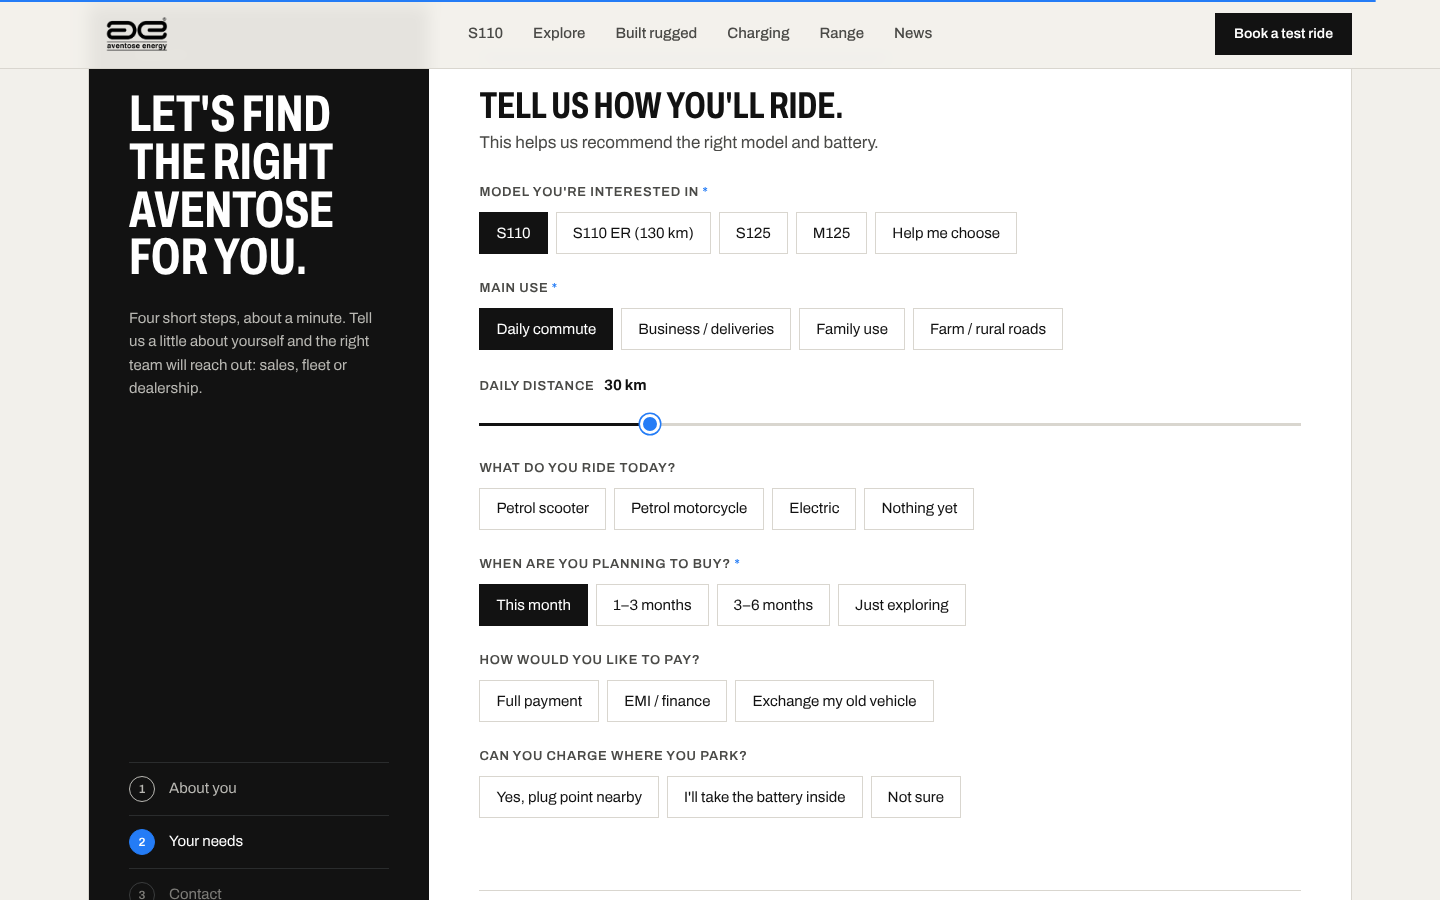 aventose energy
S110 Explore Built rugged Charging Range News
Book a test ride
LET'S FIND
THE RIGHT
AVENTOSE
FOR YOU.
Four short steps, about a minute. Tell
us a little about yourself and the right
team will reach out: sales, fleet or
dealership.
1 About you
2 Your needs
3 Contact
TELL US HOW YOU'LL RIDE.
This helps us recommend the right model and battery.
MODEL YOU'RE INTERESTED IN *
S110 S110 ER (130 km) S125 M125 Help me choose
MAIN USE *
Daily commute Business / deliveries Family use Farm / rural roads
DAILY DISTANCE 30 km
WHAT DO YOU RIDE TODAY?
Petrol scooter Petrol motorcycle Electric Nothing yet
WHEN ARE YOU PLANNING TO BUY? *
This month 1–3 months 3–6 months Just exploring
HOW WOULD YOU LIKE TO PAY?
Full payment EMI / finance Exchange my old vehicle
CAN YOU CHARGE WHERE YOU PARK?
Yes, plug point nearby I'll take the battery inside Not sure